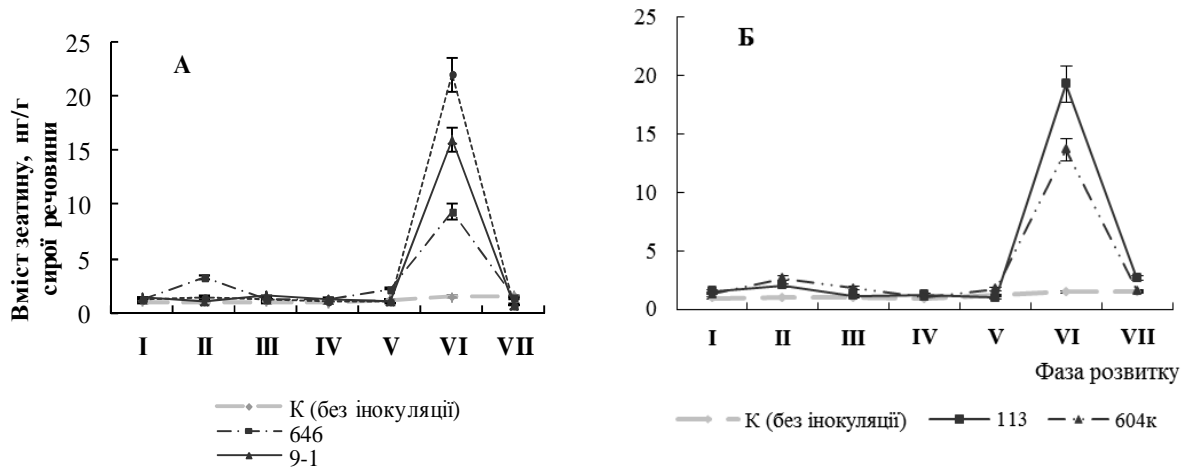 А
Вміст зеатину, нг/г
сирої речовини
25
20
15
10
5
0
I II III IV V VI VII
К (без інокуляції)
646
9-1
Б
25
20
15
10
5
0
I II III IV V VI VII
Фаза розвитку
К (без інокуляції) 113 604к